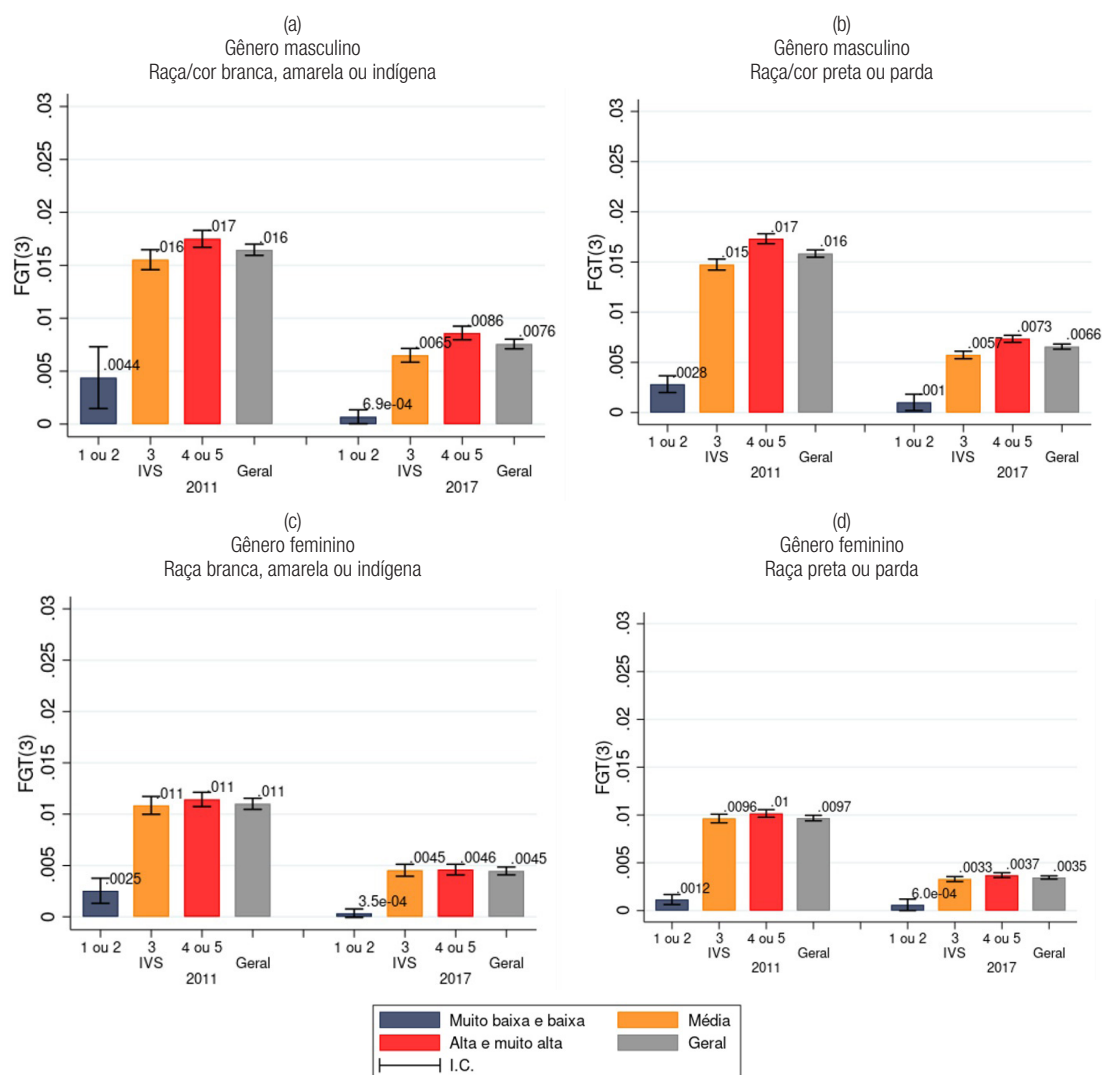 (a)
Gênero masculino
Raça/cor branca, amarela ou indígena
FGT(3)
.03
.025
.02
.015
.01
.005
0
.0044
.016
.017
.016
6.9e-04
.0065
.0086
.0076
1 ou 2 3 4 ou 5 1 ou 2 3 4 ou 5
IVS Geral IVS Geral
2011 2017
(b)
Gênero masculino
Raça/cor preta ou parda
FGT(3)
.03
.025
.02
.015
.01
.005
0
.0028
.015
.017
.016
.001
.0057
.0073
.0066
1 ou 2 3 4 ou 5 1 ou 2 3 4 ou 5
IVS Geral IVS Geral
2011 2017
(c)
Gênero feminino
Raça branca, amarela ou indígena
FGT(3)
.03
.025
.02
.015
.01
.005
0
.0025
.011
.011
.011
3.5e-04
.0045
.0046
.0045
1 ou 2 3 4 ou 5 1 ou 2 3 4 ou 5
IVS Geral IVS Geral
2011 2017
(d)
Gênero feminino
Raça preta ou parda
FGT(3)
.03
.025
.02
.015
.01
.005
0
.0012
.0096
.01
.0097
6.0e-04
.0033
.0037
.0035
1 ou 2 3 4 ou 5 1 ou 2 3 4 ou 5
IVS Geral IVS Geral
2011 2017
Muito baixa e baixa Média
Alta e muito alta Geral
I.C.